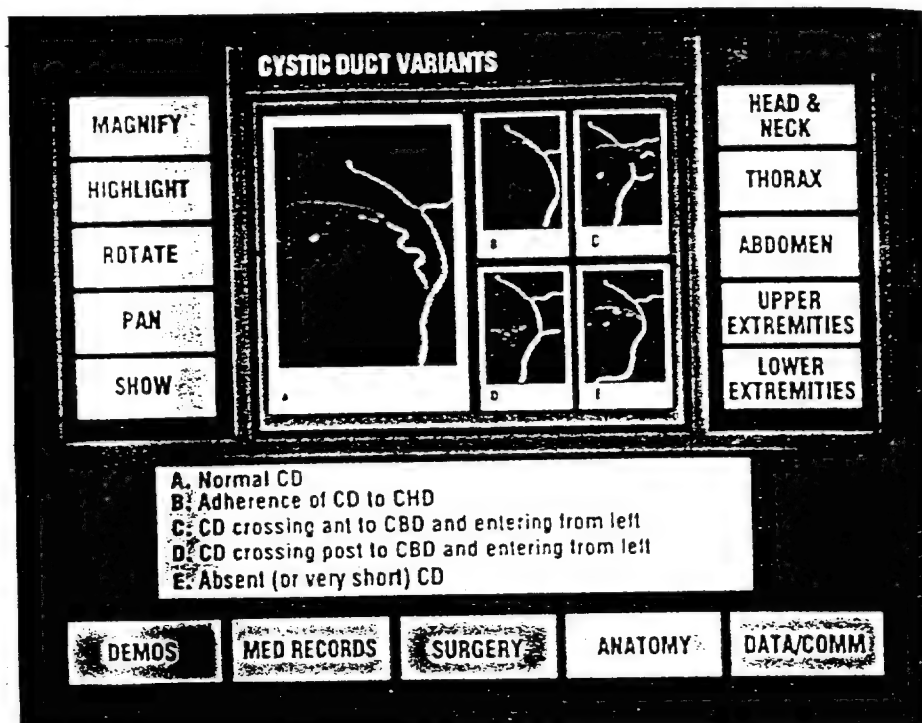 CYSTIC DUCT VARIANTS
MAGNIFY
HIGHLIGHT
ROTATE
PAN
SHOW
A
B
C
D
E
HEAD &
NECK
THORAX
ABDOMEN
UPPER
EXTREMITIES
LOWER
EXTREMITIES
A. Normal CD
B. Adherence of CD to CHD
C. CD crossing ant to CBD and entering from left
D. CD crossing post to CBD and entering from left
E. Absent (or very short) CD
DEMOS
MED RECORDS
SURGERY
ANATOMY
DATA/COMM